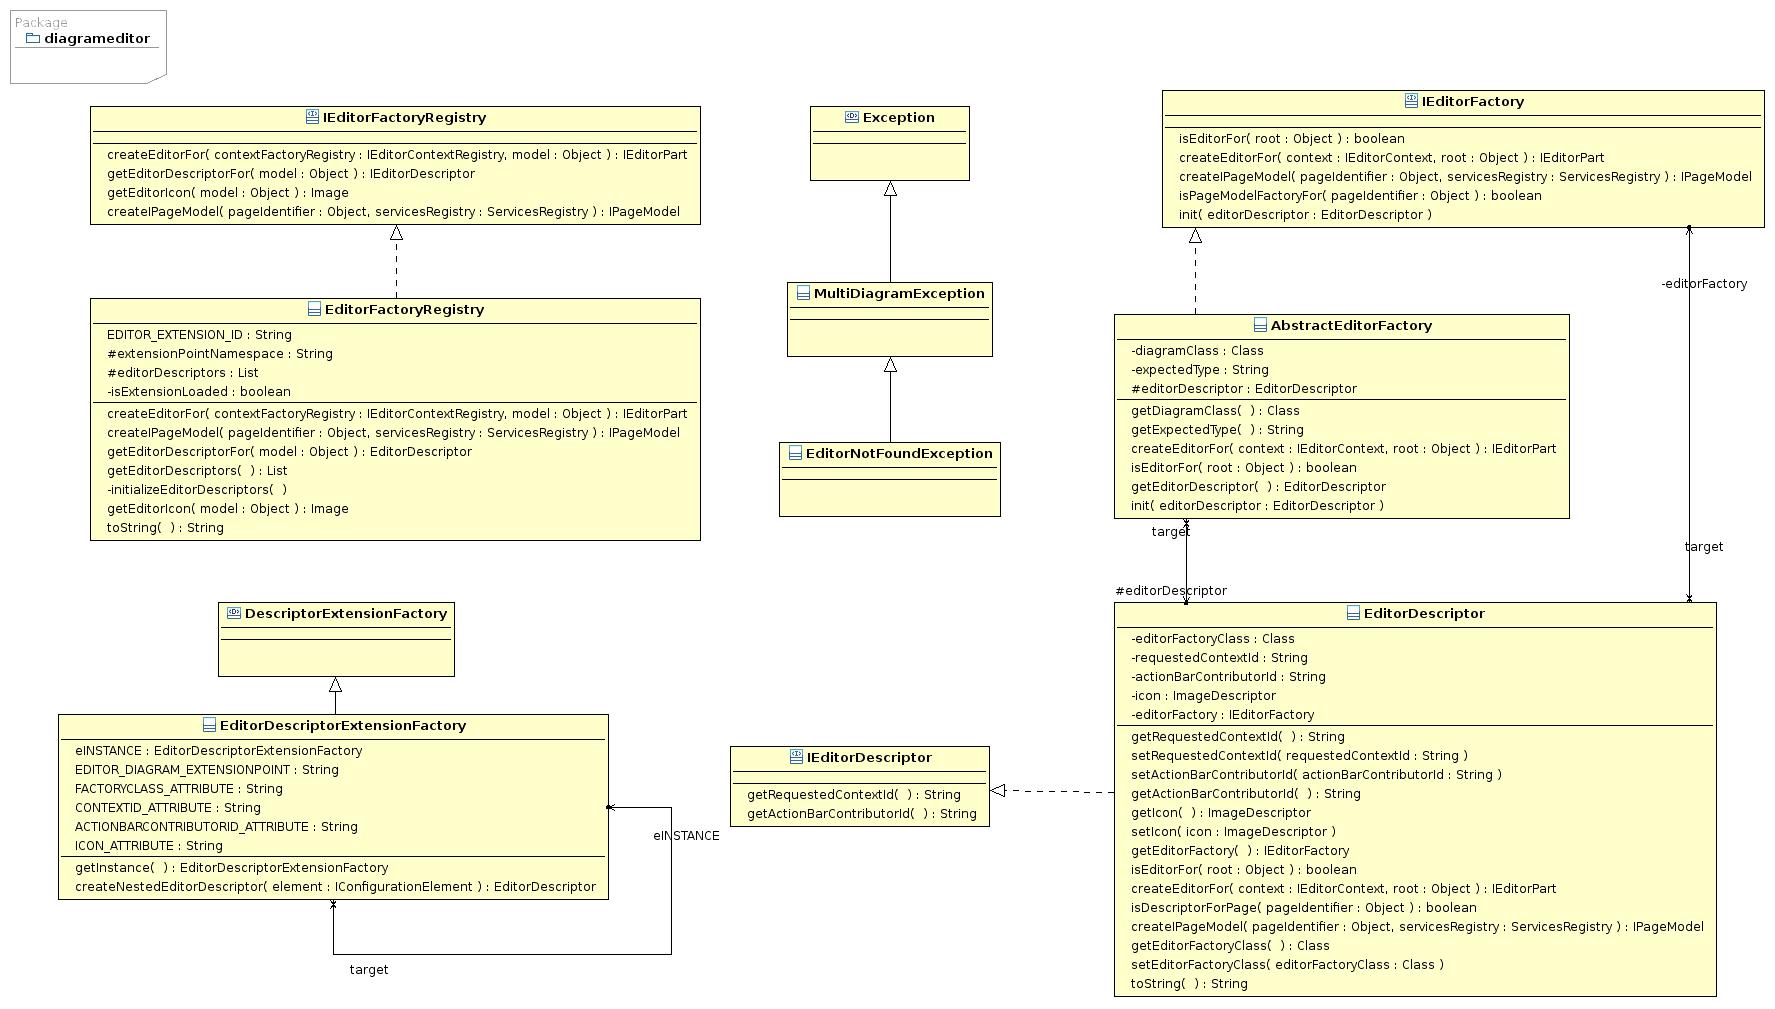 Package
diagrameditor
IEditorFactoryRegistry
createEditorFor( contextFactoryRegistry : IEditorContextRegistry, model : Object ) : IEditorPart
getEditorDescriptorFor( model : Object ) : IEditorDescriptor
getEditorIcon( model : Object ) : Image
createIPageModel( pageIdentifier : Object, servicesRegistry : ServicesRegistry ) : IPageModel
EditorFactoryRegistry
EDITOR_EXTENSION_ID : String
#extensionPointNamespace : String
#editorDescriptors : List
-isExtensionLoaded : boolean
createEditorFor( contextFactoryRegistry : IEditorContextRegistry, model : Object ) : IEditorPart
createIPageModel( pageIdentifier : Object, servicesRegistry : ServicesRegistry ) : IPageModel
getEditorDescriptorFor( model : Object ) : EditorDescriptor
getEditorDescriptors(  ) : List
-initializeEditorDescriptors(  )
getEditorIcon( model : Object ) : Image
toString(  ) : String
Exception
MultiDiagramException
EditorNotFoundException
IEditorFactory
isEditorFor( root : Object ) : boolean
createEditorFor( context : IEditorContext, root : Object ) : IEditorPart
createIPageModel( pageIdentifier : Object, servicesRegistry : ServicesRegistry ) : IPageModel
isPageModelFactoryFor( pageIdentifier : Object ) : boolean
init( editorDescriptor : EditorDescriptor )
-editorFactory
AbstractEditorFactory
-diagramClass : Class
-expectedType : String
#editorDescriptor : EditorDescriptor
getDiagramClass(  ) : Class
getExpectedType(  ) : String
createEditorFor( context : IEditorContext, root : Object ) : IEditorPart
isEditorFor( root : Object ) : boolean
getEditorDescriptor(  ) : EditorDescriptor
init( editorDescriptor : EditorDescriptor )
target
target
#editorDescriptor
DescriptorExtensionFactory
EditorDescriptorExtensionFactory
eINSTANCE : EditorDescriptorExtensionFactory
EDITOR_DIAGRAM_EXTENSIONPOINT : String
FACTORYCLASS_ATTRIBUTE : String
CONTEXTID_ATTRIBUTE : String
ACTIONBARCONTRIBUTORID_ATTRIBUTE : String
ICON_ATTRIBUTE : String
getInstance(  ) : EditorDescriptorExtensionFactory
createNestedEditorDescriptor( element : IConfigurationElement ) : EditorDescriptor
eINSTANCE
target
IEditorDescriptor
getRequestedContextId(  ) : String
getActionBarContributorId(  ) : String
EditorDescriptor
-editorFactoryClass : Class
-requestedContextId : String
-actionBarContributorId : String
-icon : ImageDescriptor
-editorFactory : IEditorFactory
getRequestedContextId(  ) : String
setRequestedContextId( requestedContextId : String )
setActionBarContributorId( actionBarContributorId : String )
getActionBarContributorId(  ) : String
getIcon(  ) : ImageDescriptor
setIcon( icon : ImageDescriptor )
getEditorFactory(  ) : IEditorFactory
isEditorFor( root : Object ) : boolean
createEditorFor( context : IEditorContext, root : Object ) : IEditorPart
isDescriptorForPage( pageIdentifier : Object ) : boolean
createIPageModel( pageIdentifier : Object, servicesRegistry : ServicesRegistry ) : IPageModel
getEditorFactoryClass(  ) : Class
setEditorFactoryClass( editorFactoryClass : Class )
toString(  ) : String